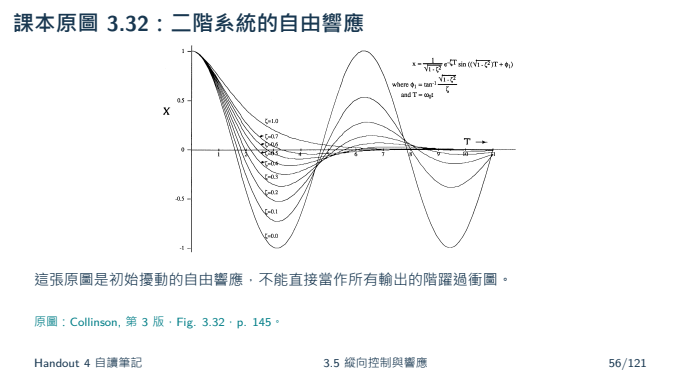 課本原圖 3.32：二階系統的自由響應
1
x = 1/√1 - ζ² e^-ζT sin ((√1 - ζ²)T + ϕ₁)
where ϕ₁ = tan⁻¹ √1 - ζ²/ζ
and T = ω₀t
0.5
X
ζ=1.0
ζ=0.7
ζ=0.6
ζ=0.5
ζ=0.4
T →
0 1 2 4 6 7 8 9 10 11
ζ=0.3
ζ=0.2
-0.5
ζ=0.1
ζ=0.0
-1
這張原圖是初始擾動的自由響應，不能直接當作所有輸出的階躍過衝圖。
原圖：Collinson, 第 3 版，Fig. 3.32，p. 145。
Handout 4 自讀筆記 3.5 縱向控制與響應 56/121